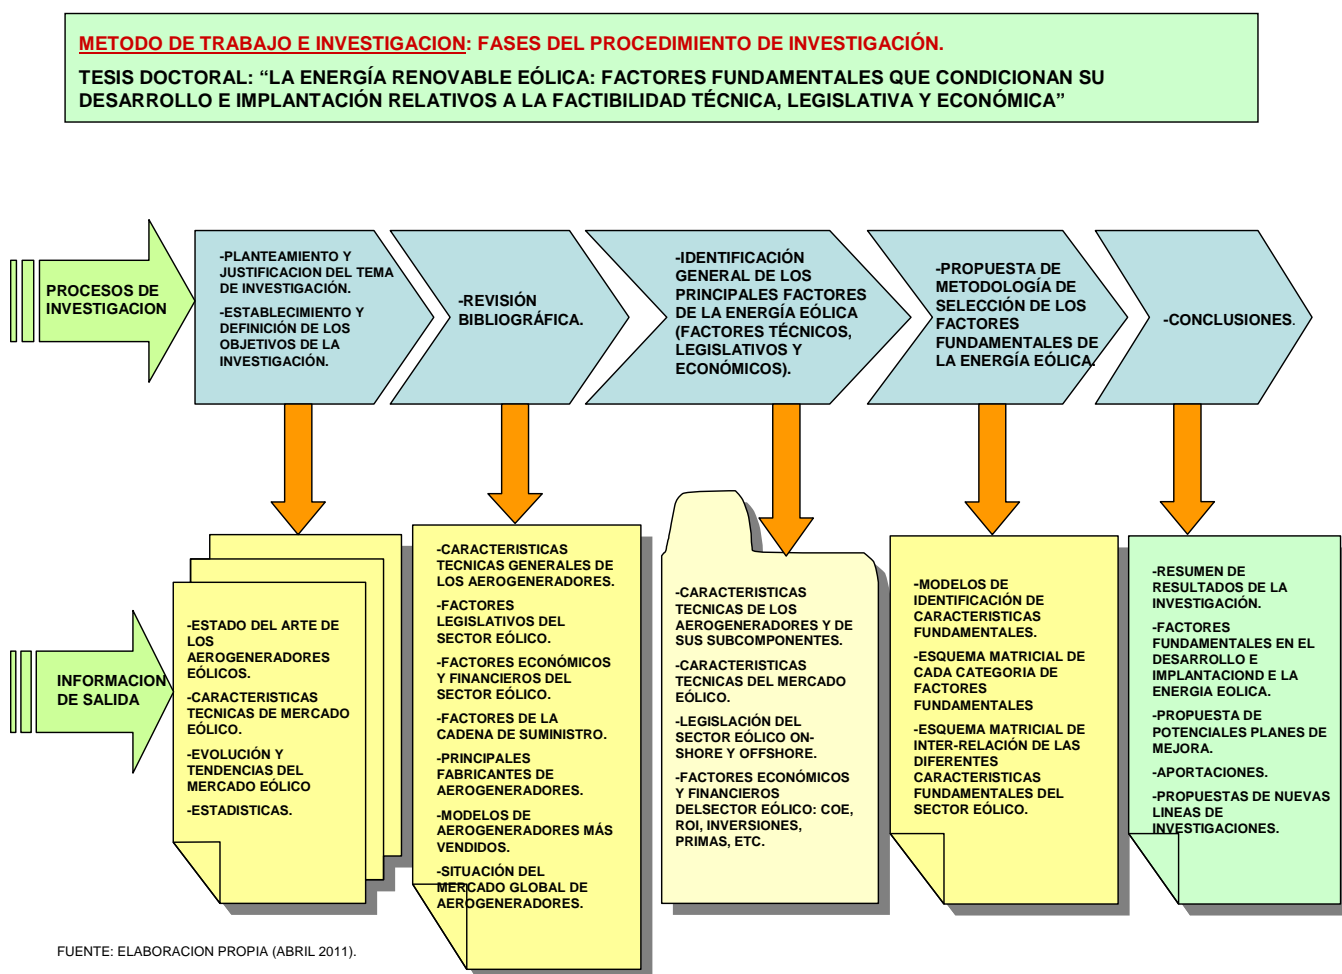 METODO DE TRABAJO E INVESTIGACION: FASES DEL PROCEDIMIENTO DE INVESTIGACIÓN.
TESIS DOCTORAL: “LA ENERGÍA RENOVABLE EÓLICA: FACTORES FUNDAMENTALES QUE CONDICIONAN SU
DESARROLLO E IMPLANTACIÓN RELATIVOS A LA FACTIBILIDAD TÉCNICA, LEGISLATIVA Y ECONÓMICA”
PROCESOS DE
INVESTIGACION
-PLANTEAMIENTO Y
JUSTIFICACION DEL TEMA
DE INVESTIGACIÓN.
-ESTABLECIMIENTO Y
DEFINICIÓN DE LOS
OBJETIVOS DE LA
INVESTIGACIÓN.
-REVISIÓN
BIBLIOGRÁFICA.
-IDENTIFICACIÓN
GENERAL DE LOS
PRINCIPALES FACTORES
DE LA ENERGÍA EÓLICA
(FACTORES TÉCNICOS,
LEGISLATIVOS Y
ECONÓMICOS).
-PROPUESTA DE
METODOLOGÍA DE
SELECCIÓN DE LOS
FACTORES
FUNDAMENTALES DE
LA ENERGÍA EÓLICA.
-CONCLUSIONES.
INFORMACION
DE SALIDA
-ESTADO DEL ARTE DE
LOS
AEROGENERADORES
EÓLICOS.
-CARACTERISTICAS
TECNICAS DE MERCADO
EÓLICO.
-EVOLUCIÓN Y
TENDENCIAS DEL
MERCADO EÓLICO
-ESTADISTICAS.
-CARACTERISTICAS
TECNICAS GENERALES DE
LOS AEROGENERADORES.
-FACTORES
LEGISLATIVOS DEL
SECTOR EÓLICO.
-FACTORES ECONÓMICOS
Y FINANCIEROS DEL
SECTOR EÓLICO.
-FACTORES DE LA
CADENA DE SUMINISTRO.
-PRINCIPALES
FABRICANTES DE
AEROGENERADORES.
-MODELOS DE
AEROGENERADORES MÁS
VENDIDOS.
-SITUACIÓN DEL
MERCADO GLOBAL DE
AEROGENERADORES.
-CARACTERISTICAS
TECNICAS DE LOS
AEROGENERADORES Y DE
SUS SUBCOMPONENTES.
-CARACTERISTICAS
TECNICAS DEL MERCADO
EÓLICO.
-LEGISLACIÓN DEL
SECTOR EÓLICO ON-
SHORE Y OFFSHORE.
-FACTORES ECONÓMICOS
Y FINANCIEROS
DELSECTOR EÓLICO: COE,
ROI, INVERSIONES,
PRIMAS, ETC.
-MODELOS DE
IDENTIFICACIÓN DE
CARACTERISTICAS
FUNDAMENTALES.
-ESQUEMA MATRICIAL DE
CADA CATEGORIA DE
FACTORES
FUNDAMENTALES
-ESQUEMA MATRICIAL DE
INTER-RELACIÓN DE LAS
DIFERENTES
CARACTERISTICAS
FUNDAMENTALES DEL
SECTOR EÓLICO.
-RESUMEN DE
RESULTADOS DE LA
INVESTIGACIÓN.
-FACTORES
FUNDAMENTALES EN EL
DESARROLLO E
IMPLANTACIOND E LA
ENERGIA EOLICA.
-PROPUESTA DE
POTENCIALES PLANES DE
MEJORA.
-APORTACIONES.
-PROPUESTAS DE NUEVAS
LINEAS DE
INVESTIGACIONES.
FUENTE: ELABORACION PROPIA (ABRIL 2011).